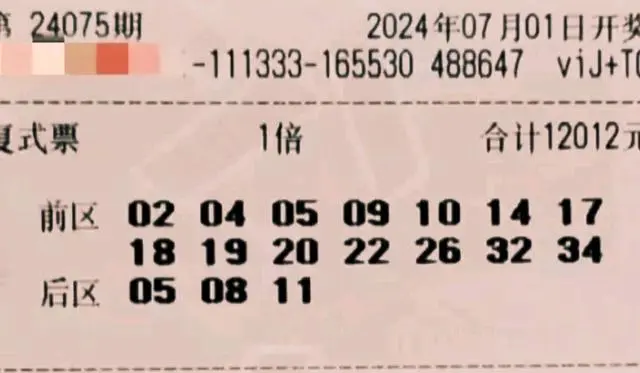 第 24075期 2024年07月01日开奖
-111333-165530 488647 viJ+TO
复式票 1倍 合计12012元
前区 02 04 05 09 10 14 17
18 19 20 22 26 32 34
后区 05 08 11